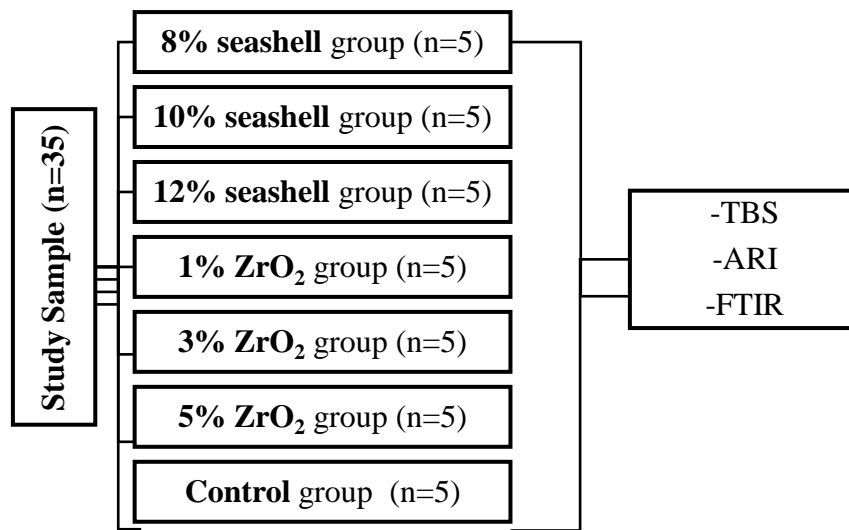 Study Sample (n=35)
8% seashell group (n=5)
10% seashell group (n=5)
12% seashell group (n=5)
1% ZrO₂ group (n=5)
3% ZrO₂ group (n=5)
5% ZrO₂ group (n=5)
Control group (n=5)
-TBS
-ARI
-FTIR